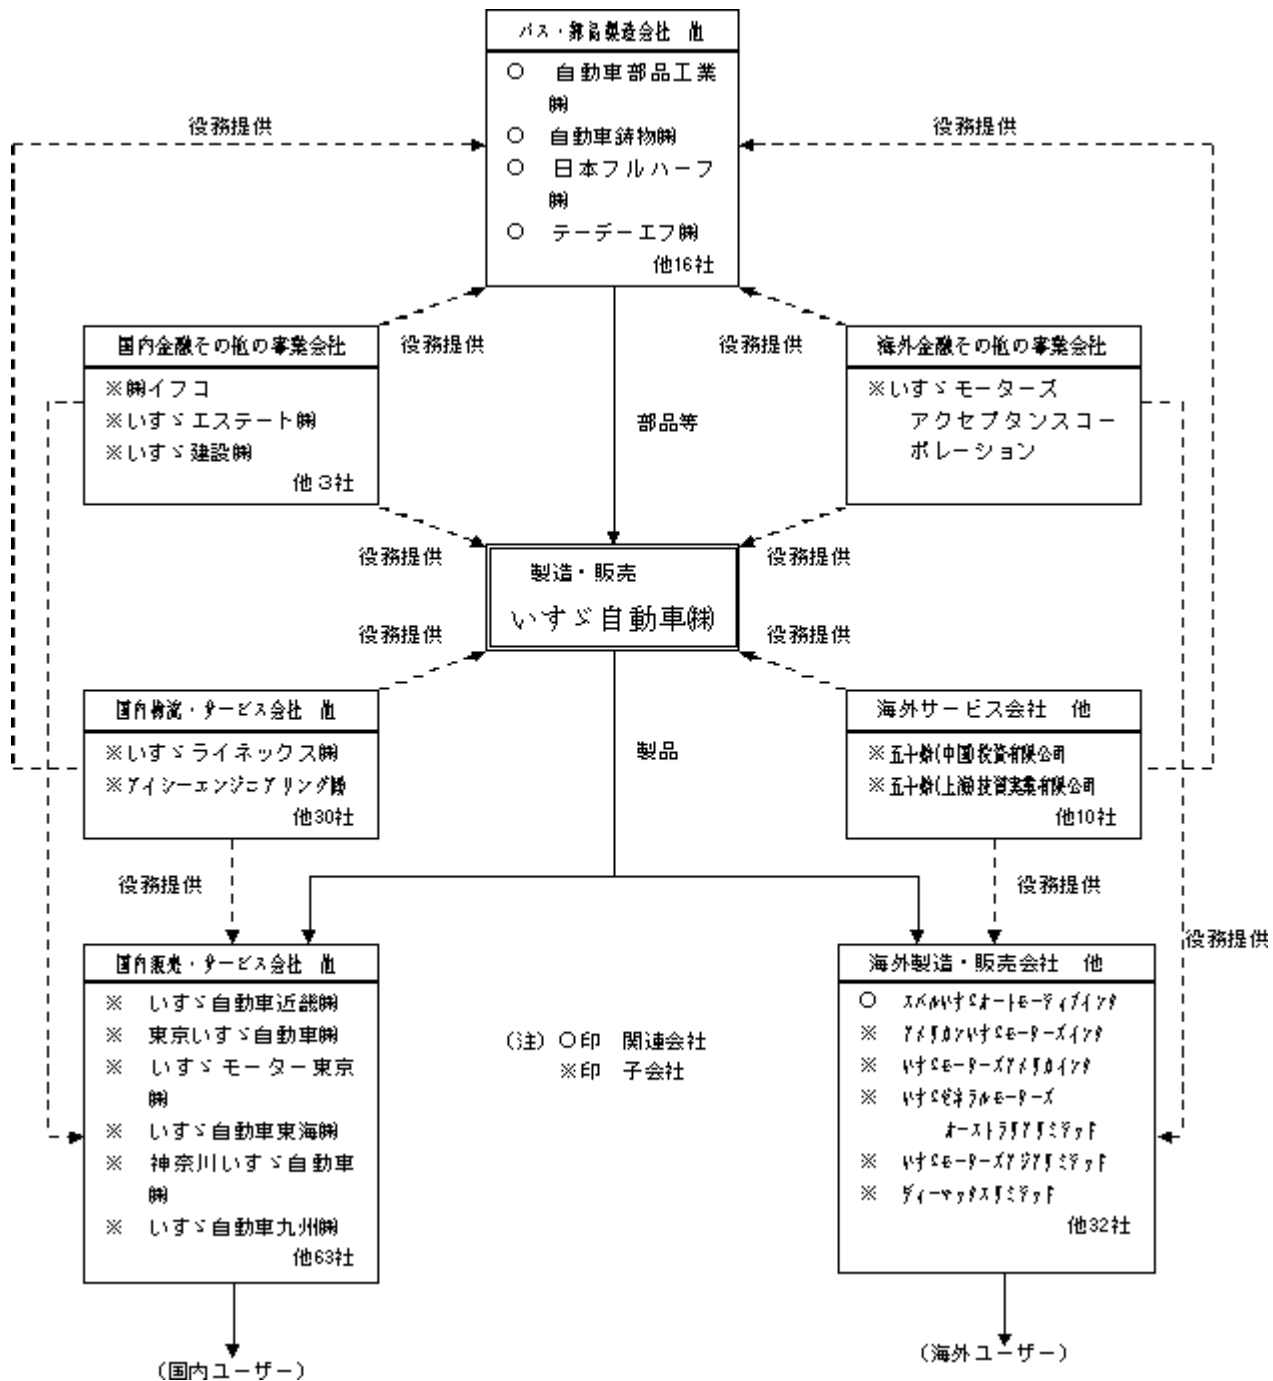 バス・部品製造会社　他
○　自動車部品工業
㈱
○　自動車鋳物㈱
○　日本フルハーフ
㈱
○　テーデーエフ㈱
他16社
役務提供
役務提供
国内金融その他の事業会社
※㈱イフコ
※いすゞエステート㈱
※いすゞ建設㈱
他３社
役務提供
役務提供
海外金融その他の事業会社
※いすゞモーターズ
アクセプタンスコー
ポレーション
部品等
役務提供
役務提供
製造・販売
いすゞ自動車㈱
役務提供
役務提供
国内物流・サービス会社　他
※いすゞライネックス㈱
※アイシーエンジニアリング㈱
他30社
製品
海外サービス会社　他
※五十鈴(中国)投資有限公司
※五十鈴(上海)技貿実業有限公司
他10社
役務提供
役務提供
役務提供
国内販売・サービス会社　他
※　いすゞ自動車近畿㈱
※　東京いすゞ自動車㈱
※　いすゞモーター東京
㈱
※　いすゞ自動車東海㈱
※　神奈川いすゞ自動車
㈱
※　いすゞ自動車九州㈱
他63社
(注) ○印　関連会社
※印　子会社
海外製造・販売会社　他
○　スバルいすゞオートモーティブインク
※　アメリカンいすゞモーターズインク
※　いすゞモーターズアメリカインク
※　いすゞゼネラルモーターズ
オーストラリアリミテッド
※　いすゞモーターズアジアリミテッド
※　ディーマックスリミテッド
他32社
(国内ユーザー)
(海外ユーザー)